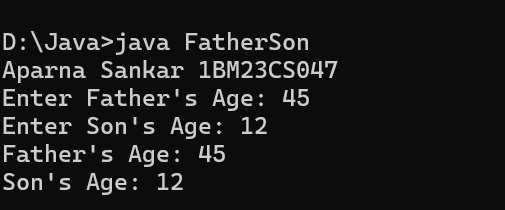 D:\Java>java FatherSon
Aparna Sankar 1BM23CS047
Enter Father's Age: 45
Enter Son's Age: 12
Father's Age: 45
Son's Age: 12